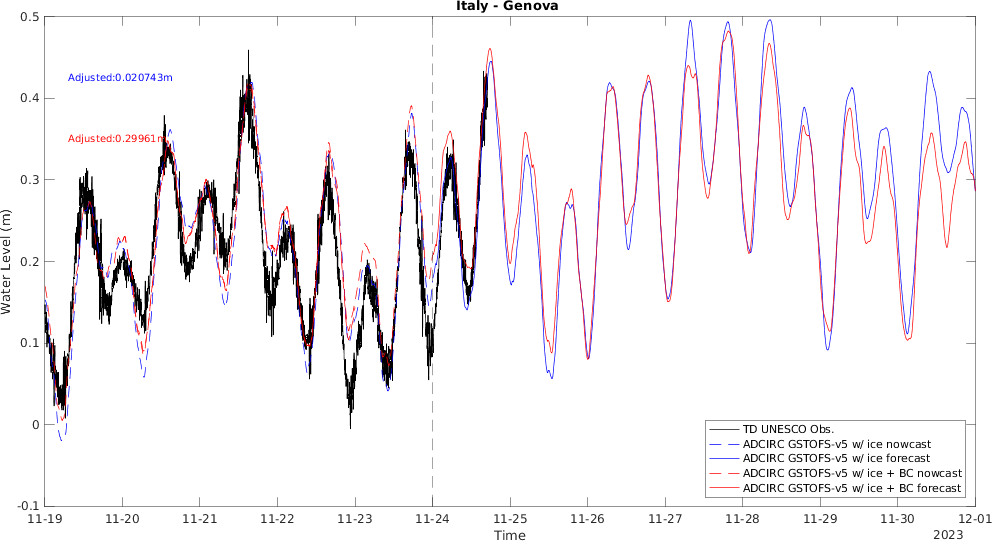 Italy - Genova
0.5
0.4
0.3
0.2
0.1
0
-0.1
Water Level (m)
Adjusted:0.020743m
Adjusted:0.29961m
TD UNESCO Obs.
ADCIRC GSTOFS-v5 w/ ice nowcast
ADCIRC GSTOFS-v5 w/ ice forecast
ADCIRC GSTOFS-v5 w/ ice + BC nowcast
ADCIRC GSTOFS-v5 w/ ice + BC forecast
11-19 11-20 11-21 11-22 11-23 11-24 11-25 11-26 11-27 11-28 11-29 11-30 12-01
Time
2023